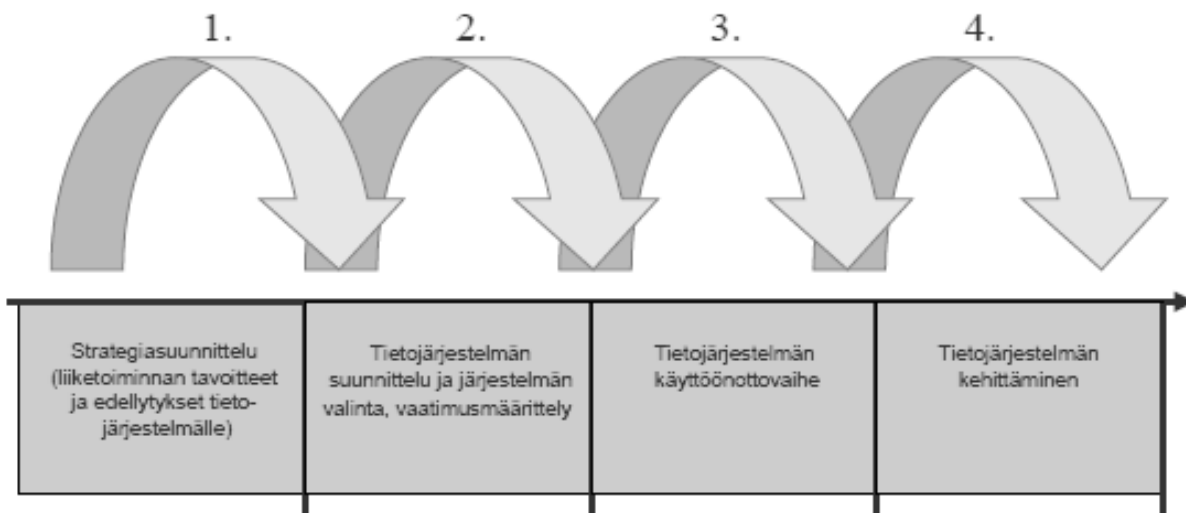 1.
2.
3.
4.
Strategiasuunnittelu
(liiketoiminnan tavoitteet
ja edellytykset tieto-
järjestelmälle)
Tietojärjestelmän
suunnittelu ja järjestelmän
valinta, vaatimusmäärittely
Tietojärjestelmän
käyttöönottovaihe
Tietojärjestelmän
kehittäminen